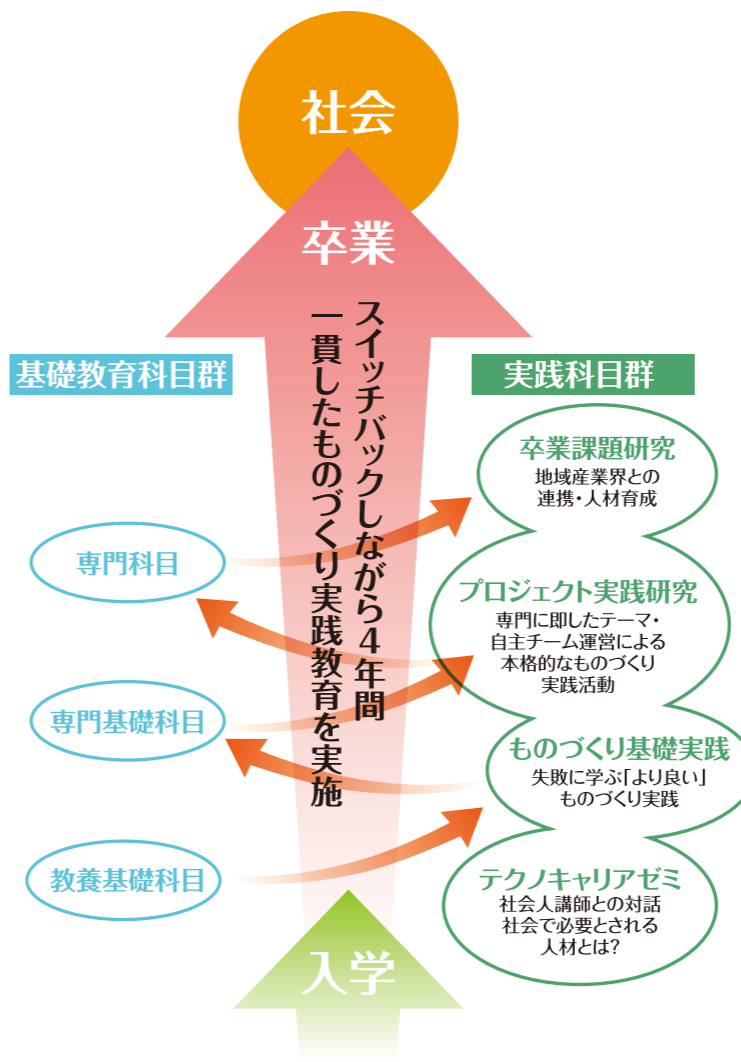 社会
卒業
スイッチバックしながら4年間
一貫したものづくり実践教育を実施
基礎教育科目群
専門科目
専門基礎科目
教養基礎科目
実践科目群
卒業課題研究
地域産業界との
連携・人材育成
プロジェクト実践研究
専門に即したテーマ・
自主チーム運営による
本格的なものづくり
実践活動
ものづくり基礎実践
失敗に学ぶ「より良い」
ものづくり実践
テクノキャリアゼミ
社会人講師との対話
社会で必要とされる
人材とは?
入学